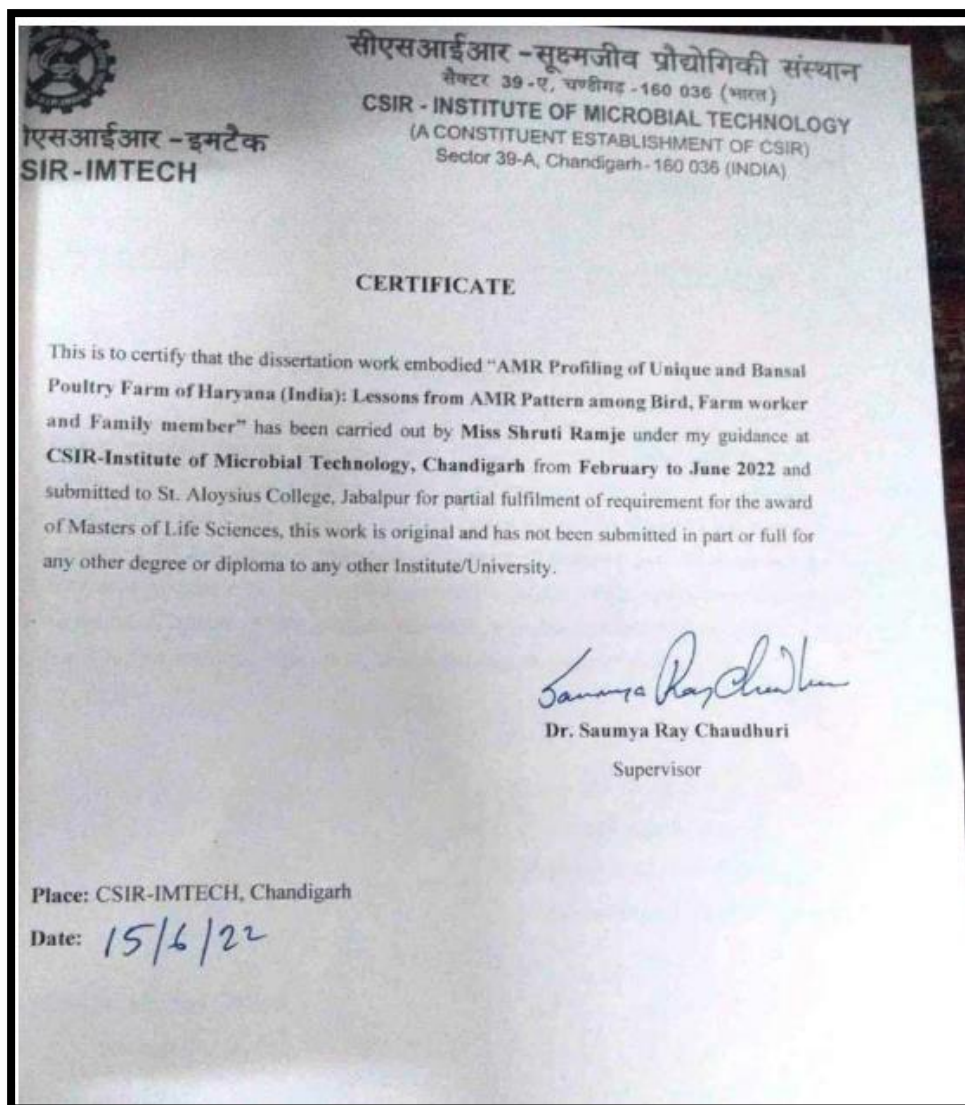 सीएसआईआर -सूक्ष्मजीव प्रौद्योगिकी संस्थान
सैक्टर 39-ए, चण्डीगढ़ -160 036 (भारत)
CSIR - INSTITUTE OF MICROBIAL TECHNOLOGY
(A CONSTITUENT ESTABLISHMENT OF CSIR)
Sector 39-A, Chandigarh - 160 036 (INDIA)
ीएसआईआर -इमटैक
SIR-IMTECH
CERTIFICATE
This is to certify that the dissertation work embodied “AMR Profiling of Unique and Bansal
Poultry Farm of Haryana (India): Lessons from AMR Pattern among Bird, Farm worker
and Family member” has been carried out by Miss Shruti Ramje under my guidance at
CSIR-Institute of Microbial Technology, Chandigarh from February to June 2022 and
submitted to St. Aloysius College, Jabalpur for partial fulfilment of requirement for the award
of Masters of Life Sciences, this work is original and has not been submitted in part or full for
any other degree or diploma to any other Institute/University.
Saumya Ray Chaudhuri
Dr. Saumya Ray Chaudhuri
Supervisor
Place: CSIR-IMTECH, Chandigarh
Date: 15/6/22